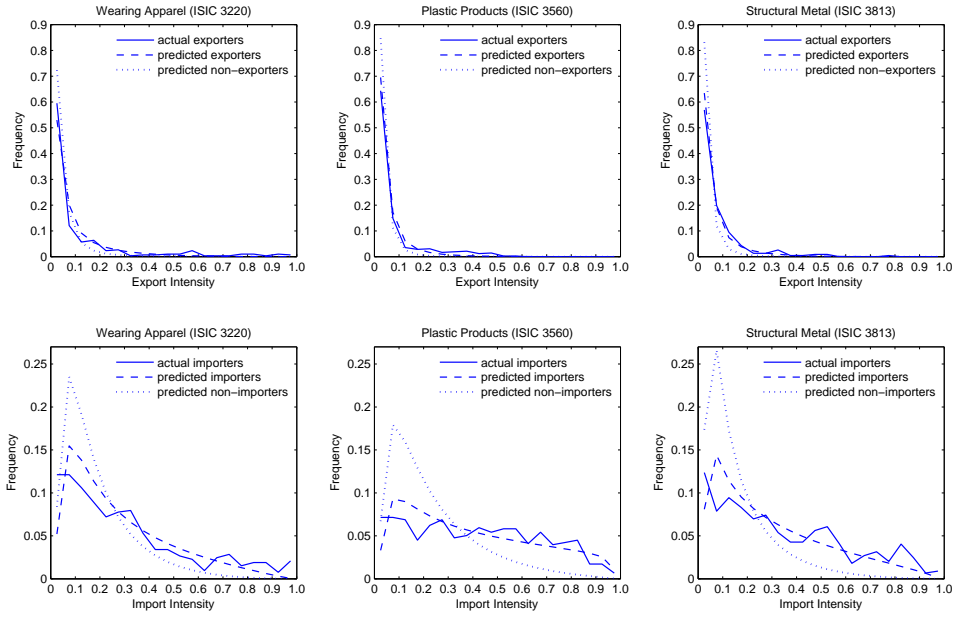 Wearing Apparel (ISIC 3220)
0.9
0.8
0.7
0.6
0.5
0.4
0.3
0.2
0.1
0
Frequency
actual exporters
predicted exporters
predicted non−exporters
0 0.1 0.2 0.3 0.4 0.5 0.6 0.7 0.8 0.9 1.0
Export Intensity
Plastic Products (ISIC 3560)
0.9
0.8
0.7
0.6
0.5
0.4
0.3
0.2
0.1
0
Frequency
actual exporters
predicted exporters
predicted non−exporters
0 0.1 0.2 0.3 0.4 0.5 0.6 0.7 0.8 0.9 1.0
Export Intensity
Structural Metal (ISIC 3813)
0.9
0.8
0.7
0.6
0.5
0.4
0.3
0.2
0.1
0
Frequency
actual exporters
predicted exporters
predicted non−exporters
0 0.1 0.2 0.3 0.4 0.5 0.6 0.7 0.8 0.9 1.0
Export Intensity
Wearing Apparel (ISIC 3220)
0.25
0.2
0.15
0.1
0.05
0
Frequency
actual importers
predicted importers
predicted non−importers
0 0.1 0.2 0.3 0.4 0.5 0.6 0.7 0.8 0.9 1.0
Import Intensity
Plastic Products (ISIC 3560)
0.25
0.2
0.15
0.1
0.05
0
Frequency
actual importers
predicted importers
predicted non−importers
0 0.1 0.2 0.3 0.4 0.5 0.6 0.7 0.8 0.9 1.0
Import Intensity
Structural Metal (ISIC 3813)
0.25
0.2
0.15
0.1
0.05
0
Frequency
actual importers
predicted importers
predicted non−importers
0 0.1 0.2 0.3 0.4 0.5 0.6 0.7 0.8 0.9 1.0
Import Intensity